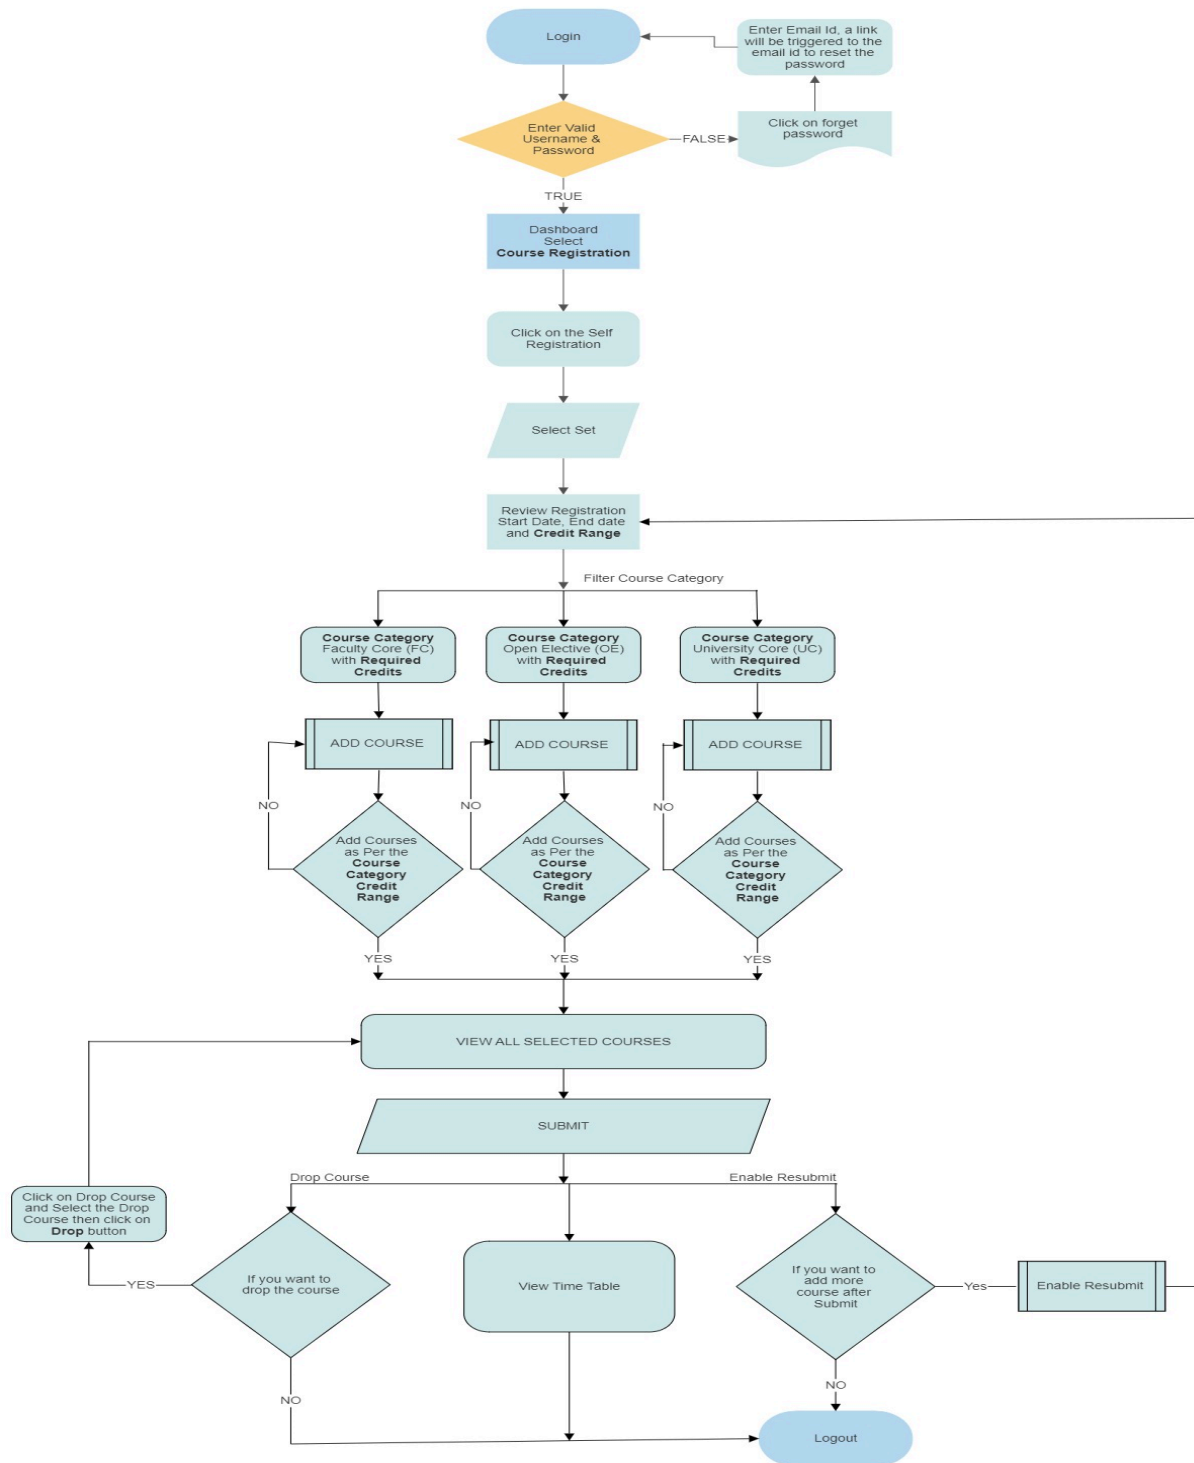 Login
Enter Email Id, a link
will be triggered to the
email id to reset the
password
Enter Valid
Username &
Password
FALSE
Click on forget
password
TRUE
Dashboard
Select
Course Registration
Click on the Self
Registration
Select Set
Review Registration
Start Date, End date
and Credit Range
Filter Course Category
Course Category
Faculty Core (FC)
with Required
Credits
Course Category
Open Elective (OE)
with Required
Credits
Course Category
University Core (UC)
with Required
Credits
ADD COURSE
ADD COURSE
ADD COURSE
NO
NO
NO
Add Courses
as Per the
Course
Category
Credit
Range
Add Courses
as Per the
Course
Category
Credit
Range
Add Courses
as Per the
Course
Category
Credit
Range
YES
YES
YES
VIEW ALL SELECTED COURSES
SUBMIT
Drop Course
Enable Resubmit
Click on Drop Course
and Select the Drop
Course then click on
Drop button
YES
If you want to
drop the course
View Time Table
If you want to
add more
course after
Submit
Yes
Enable Resubmit
NO
NO
Logout